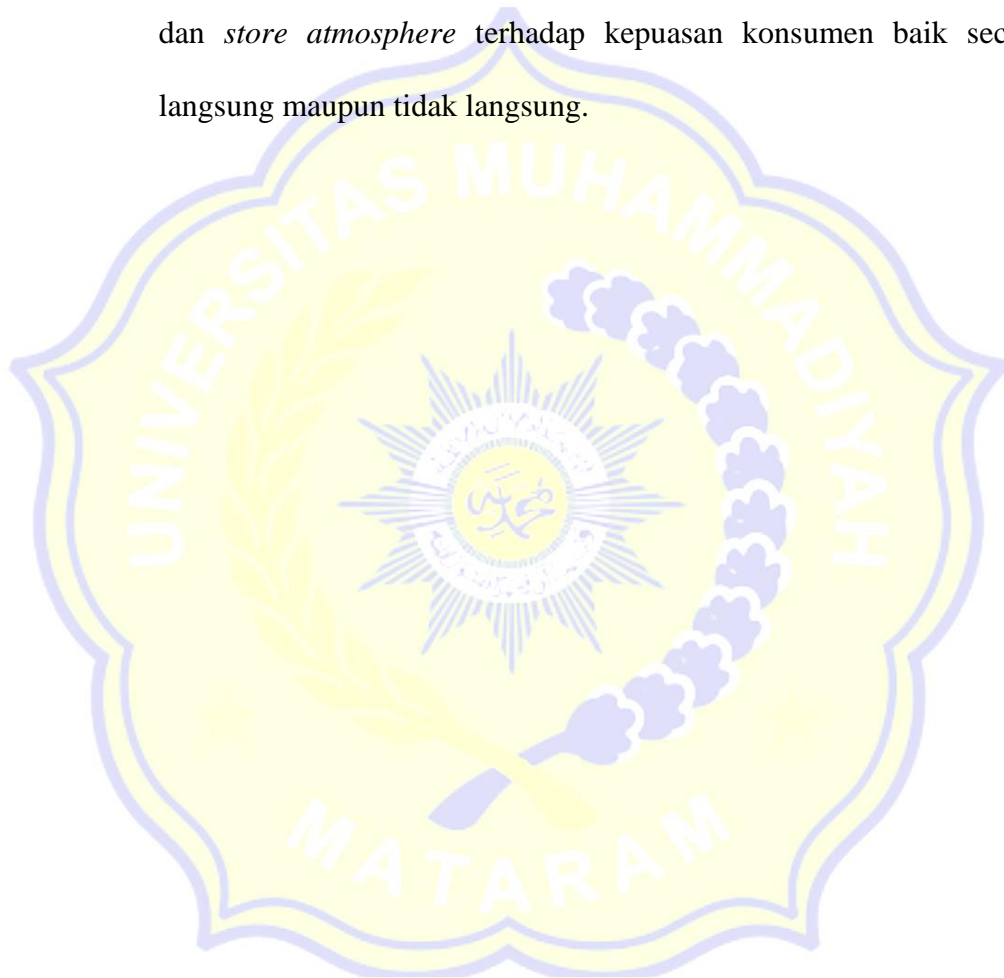 dan store atmosphere terhadap kepuasan konsumen baik sec
langsung maupun tidak langsung.
UNIVERSITAS MUHAMMADIYAH
MATARAM